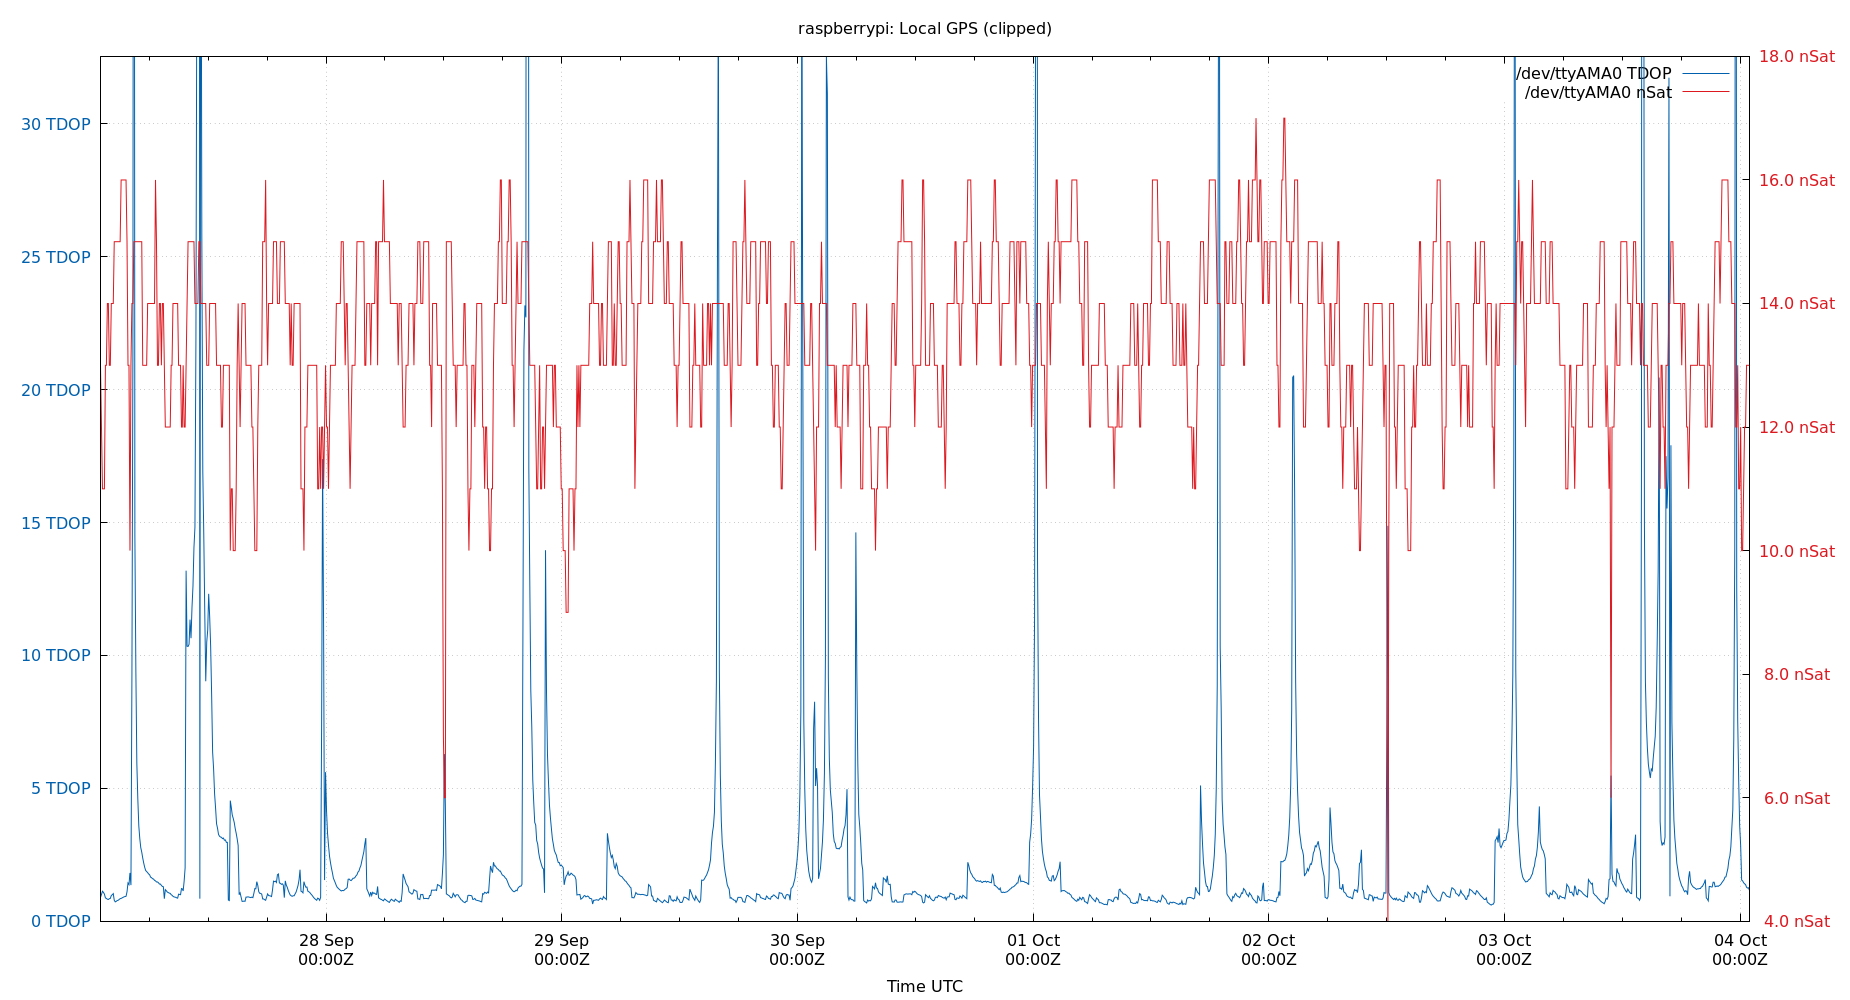 raspberrypi: Local GPS (clipped)
18.0 nSat
/dev/ttyAMA0 TDOP
/dev/ttyAMA0 nSat
30 TDOP
16.0 nSat
25 TDOP
14.0 nSat
20 TDOP
12.0 nSat
15 TDOP
10.0 nSat
10 TDOP
8.0 nSat
5 TDOP
6.0 nSat
0 TDOP
4.0 nSat
28 Sep 29 Sep 30 Sep 01 Oct 02 Oct 03 Oct 04 Oct
00:00Z 00:00Z 00:00Z 00:00Z 00:00Z 00:00Z 00:00Z
Time UTC